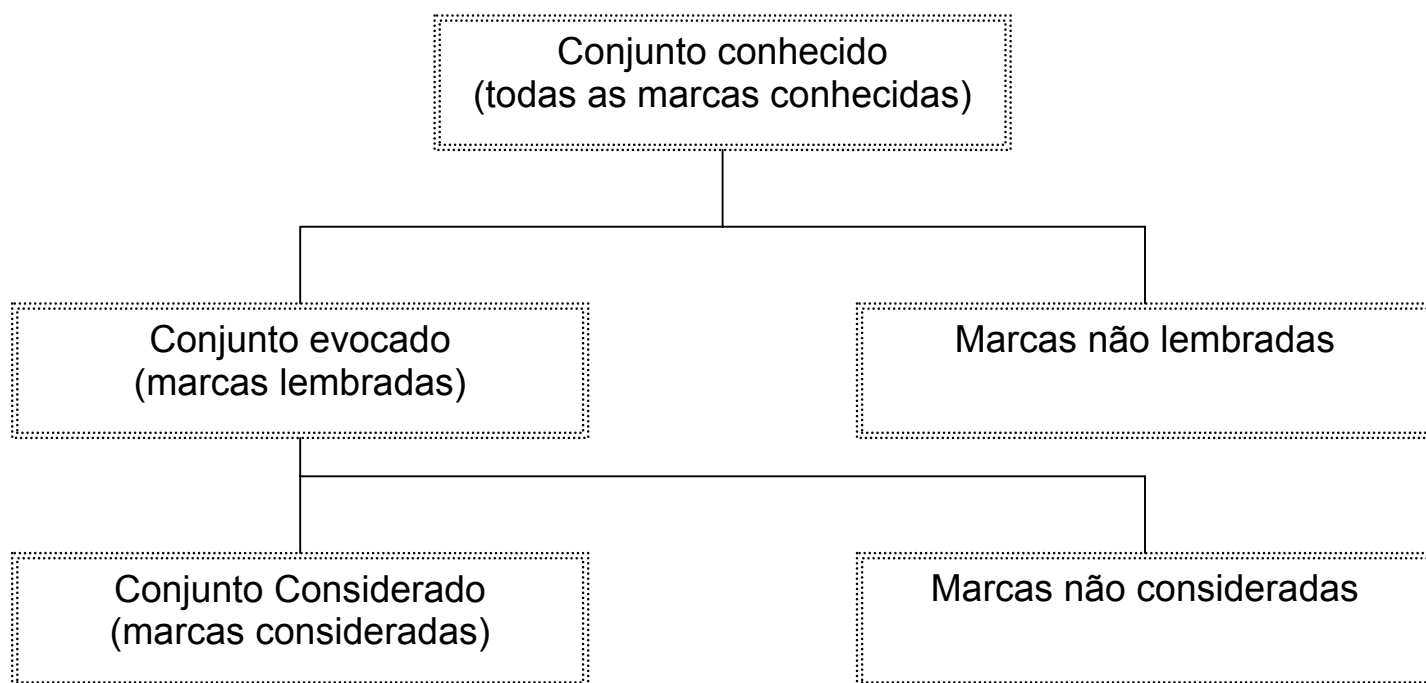 Conjunto conhecido
(todas as marcas conhecidas)
Conjunto evocado
(marcas lembradas)
Marcas não lembradas
Conjunto Considerado
(marcas consideradas)
Marcas não consideradas